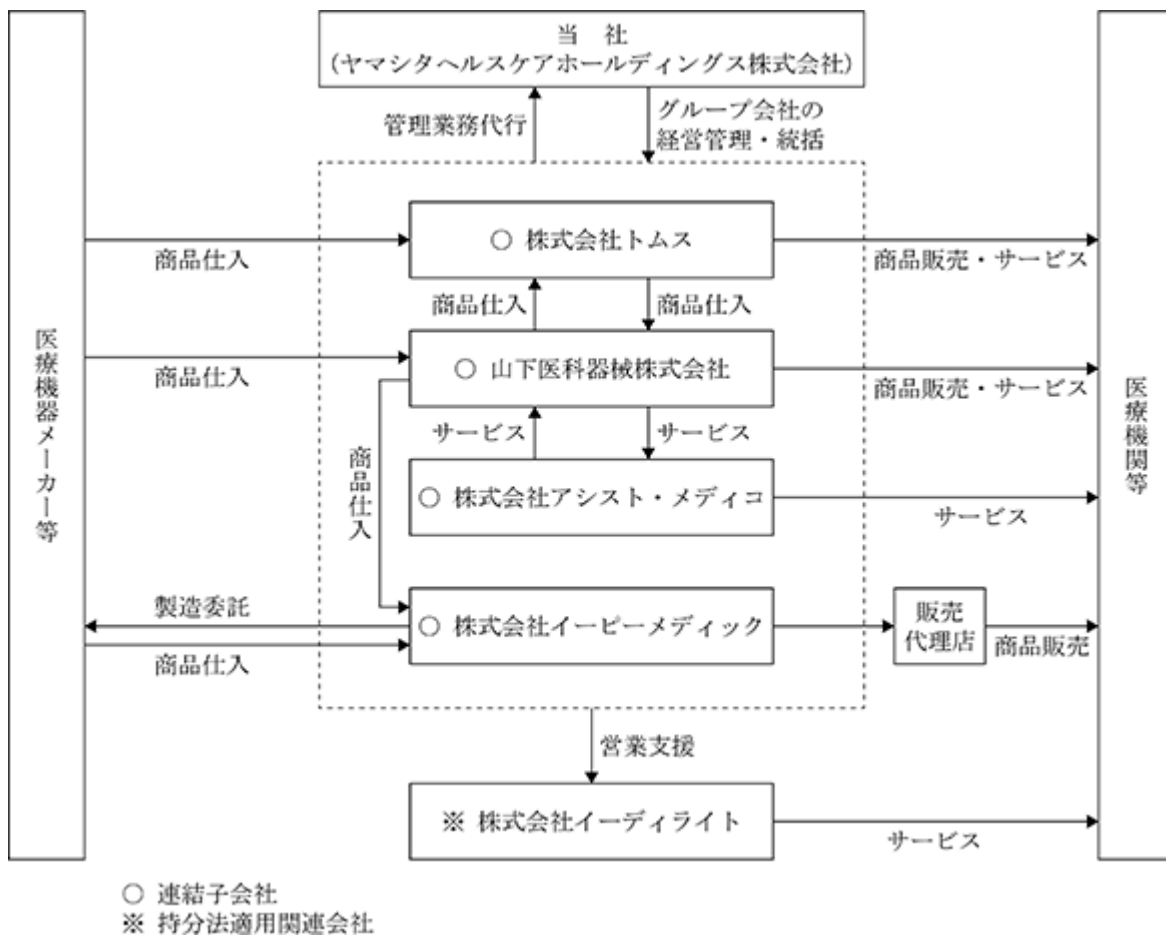 当 社
(ヤマシタヘルスケアホールディングス株式会社)
管理業務代行
グループ会社の
経営管理・統括
医療機器メーカー等
商品仕入
○ 株式会社トムス
商品販売・サービス
商品仕入
商品仕入
商品仕入
○ 山下医科器械株式会社
商品販売・サービス
医療機関等
サービス
サービス
商品仕入
○ 株式会社アシスト・メディコ
サービス
製造委託
商品仕入
○ 株式会社イーピーメディック
販売
代理店
商品販売
営業支援
※ 株式会社イーディライト
サービス
○ 連結子会社
※ 持分法適用関連会社